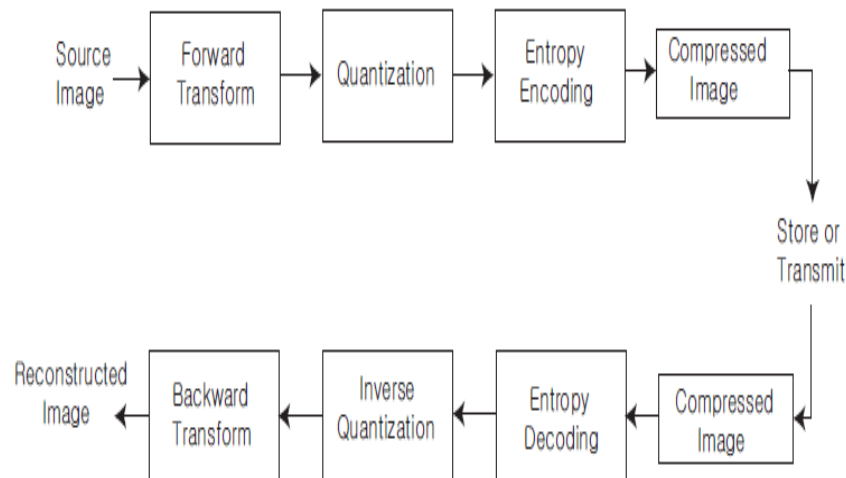 Source
Image
Forward
Transform
Quantization
Entropy
Encoding
Compressed
Image
Store or
Transmit
Reconstructed
Image
Backward
Transform
Inverse
Quantization
Entropy
Decoding
Compressed
Image